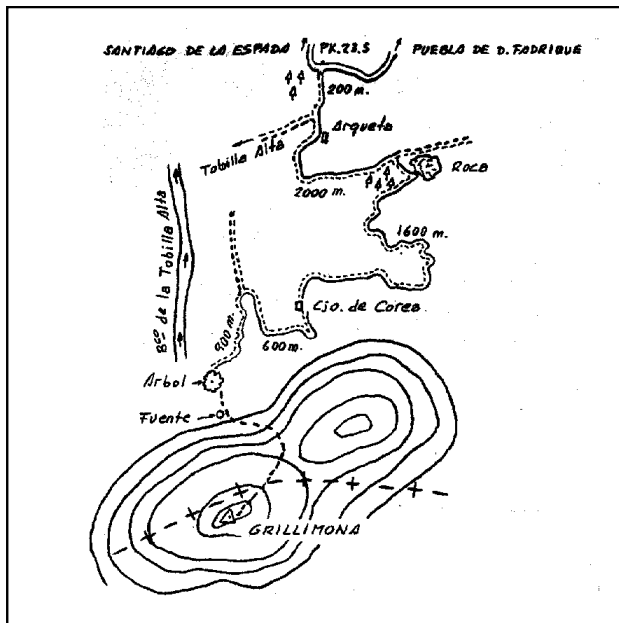 SANTIAGO DE LA ESPADA
PK.28.5
PUEBLA DE D. FADRIQUE
200 m.
Arqueta
Tobilla Alta
2000 m.
Roca
1600 m.
Bco de la Tobilla Alta
Cjo. de Corea
900 m.
600 m.
Arbol
Fuente
GRILLIMONA